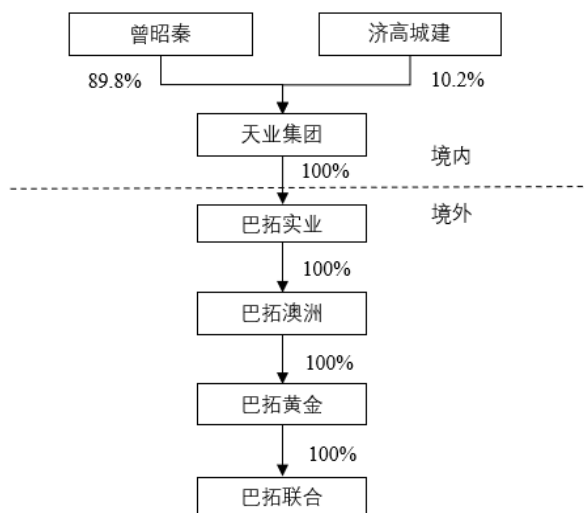 曾昭秦
济高城建
89.8%
10.2%
天业集团
境内
100%
境外
巴拓实业
100%
巴拓澳洲
100%
巴拓黄金
100%
巴拓联合